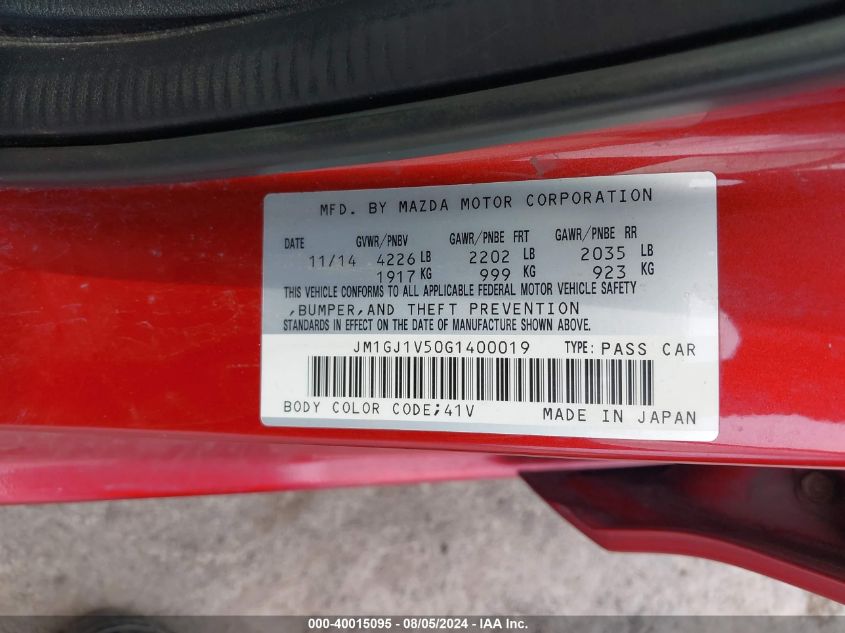 MFD. BY MAZDA MOTOR CORPORATION
DATE GVWR/PNBV GAWR/PNBE FRT GAWR/PNBE RR
11/14 4226 LB 2202 LB 2035 LB
1917 KG 999 KG 923 KG
THIS VEHICLE CONFORMS TO ALL APPLICABLE FEDERAL MOTOR VEHICLE SAFETY
,BUMPER,AND THEFT PREVENTION
STANDARDS IN EFFECT ON THE DATE OF MANUFACTURE SHOWN ABOVE.
JM1GJ1V50G1400019 TYPE: PASS CAR
BODY COLOR CODE;41V MADE IN JAPAN
000-40015095 - 08/05/2024 - IAA Inc.